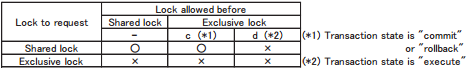 Lock to request
Lock allowed before
Shared lock
Exclusive lock
–
c (*1)
d (*2)
(*1) Transaction state is "commit"
or "rollback"
Shared lock ○ ○ ×
Exclusive lock × × ×
(*2) Transaction state is "execute"